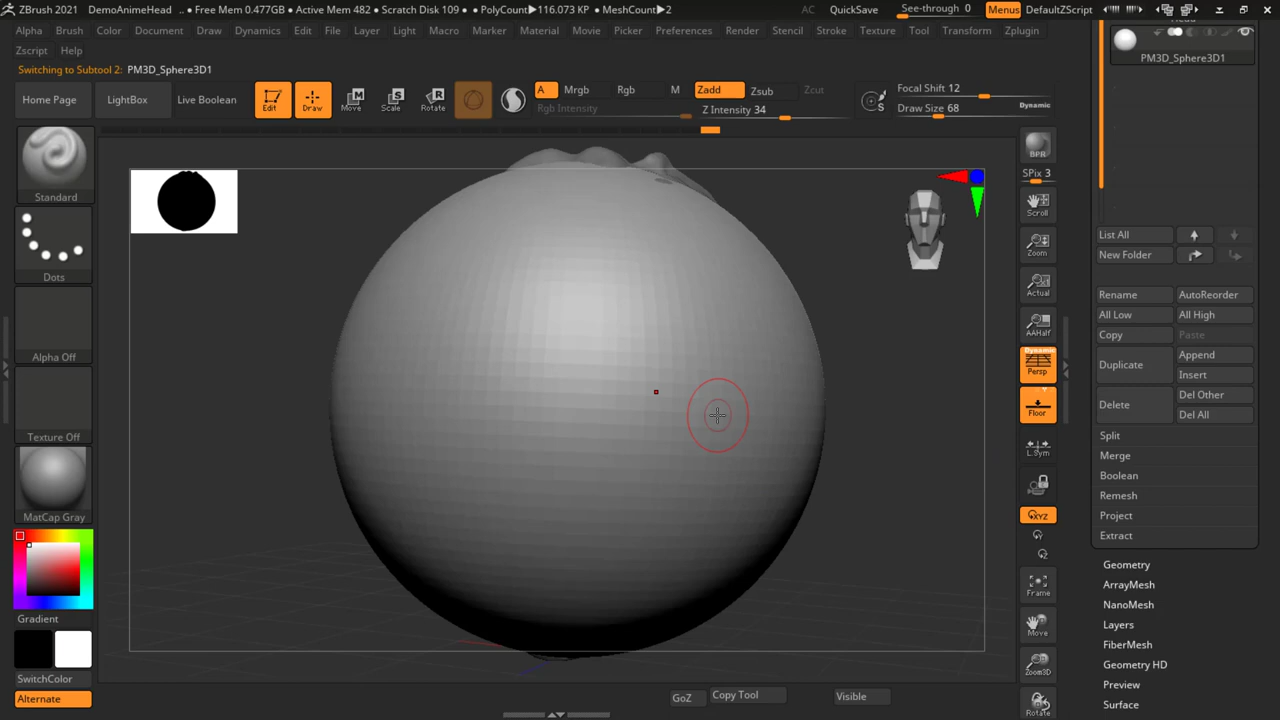 ZBrush 2021 DemoAnimeHead .. ● Free Mem 0.477GB ● Active Mem 482 ● Scratch Disk 109 ● PolyCount▶116.073 KP ● MeshCount▶2 AC QuickSave See-through 0 Menus DefaultZScript
Alpha Brush Color Document Draw Dynamics Edit File Layer Light Macro Marker Material Movie Picker Preferences Render Stencil Stroke Texture Tool Transform Zplugin
Zscript Help
Switching to Subtool 2: PM3D_Sphere3D1
PM3D_Sphere3D1
Home Page LightBox Live Boolean
Edit Draw Move Scale Rotate
A Mrgb Rgb M Zadd Zsub Zcut
Rgb Intensity Z Intensity 34
Focal Shift 12
Draw Size 68 Dynamic
Standard
Dots
Alpha Off
Texture Off
MatCap Gray
Gradient
SwitchColor
Alternate
BPR
SPix 3
Scroll
Zoom
Actual
AAHalf
Dynamic
Persp
Floor
L.Sym
XYZ
Frame
Move
Zoom3D
Rotate
List All
New Folder
Rename AutoReorder
All Low All High
Copy Paste
Duplicate Append
Insert
Delete Del Other
Del All
Split
Merge
Boolean
Remesh
Project
Extract
Geometry
ArrayMesh
NanoMesh
Layers
FiberMesh
Geometry HD
Preview
Surface
GoZ Copy Tool Visible